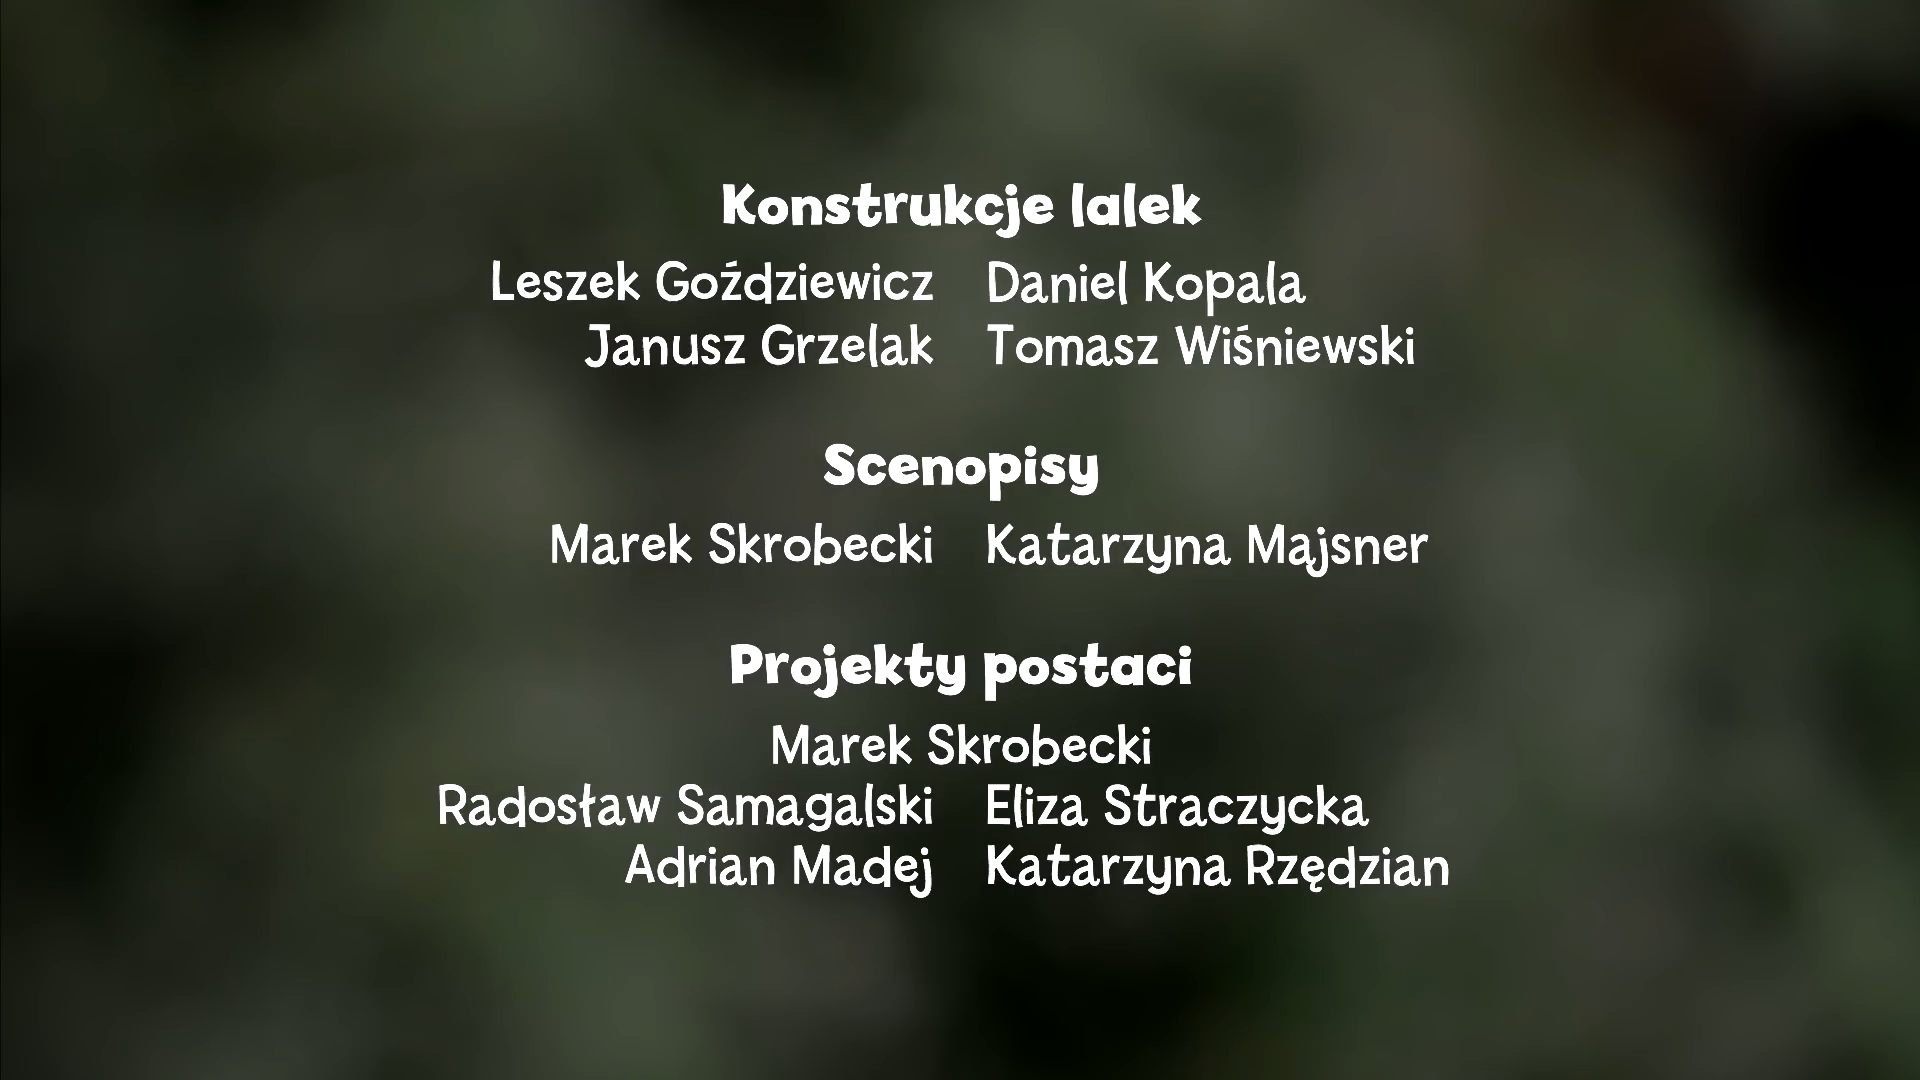 Konstrukcje lalek
Leszek Goździewicz Daniel Kopala
Janusz Grzelak Tomasz Wiśniewski
Scenopisy
Marek Skrobecki Katarzyna Majsner
Projekty postaci
Marek Skrobecki
Radosław Samagalski Eliza Straczycka
Adrian Madej Katarzyna Rzędzian